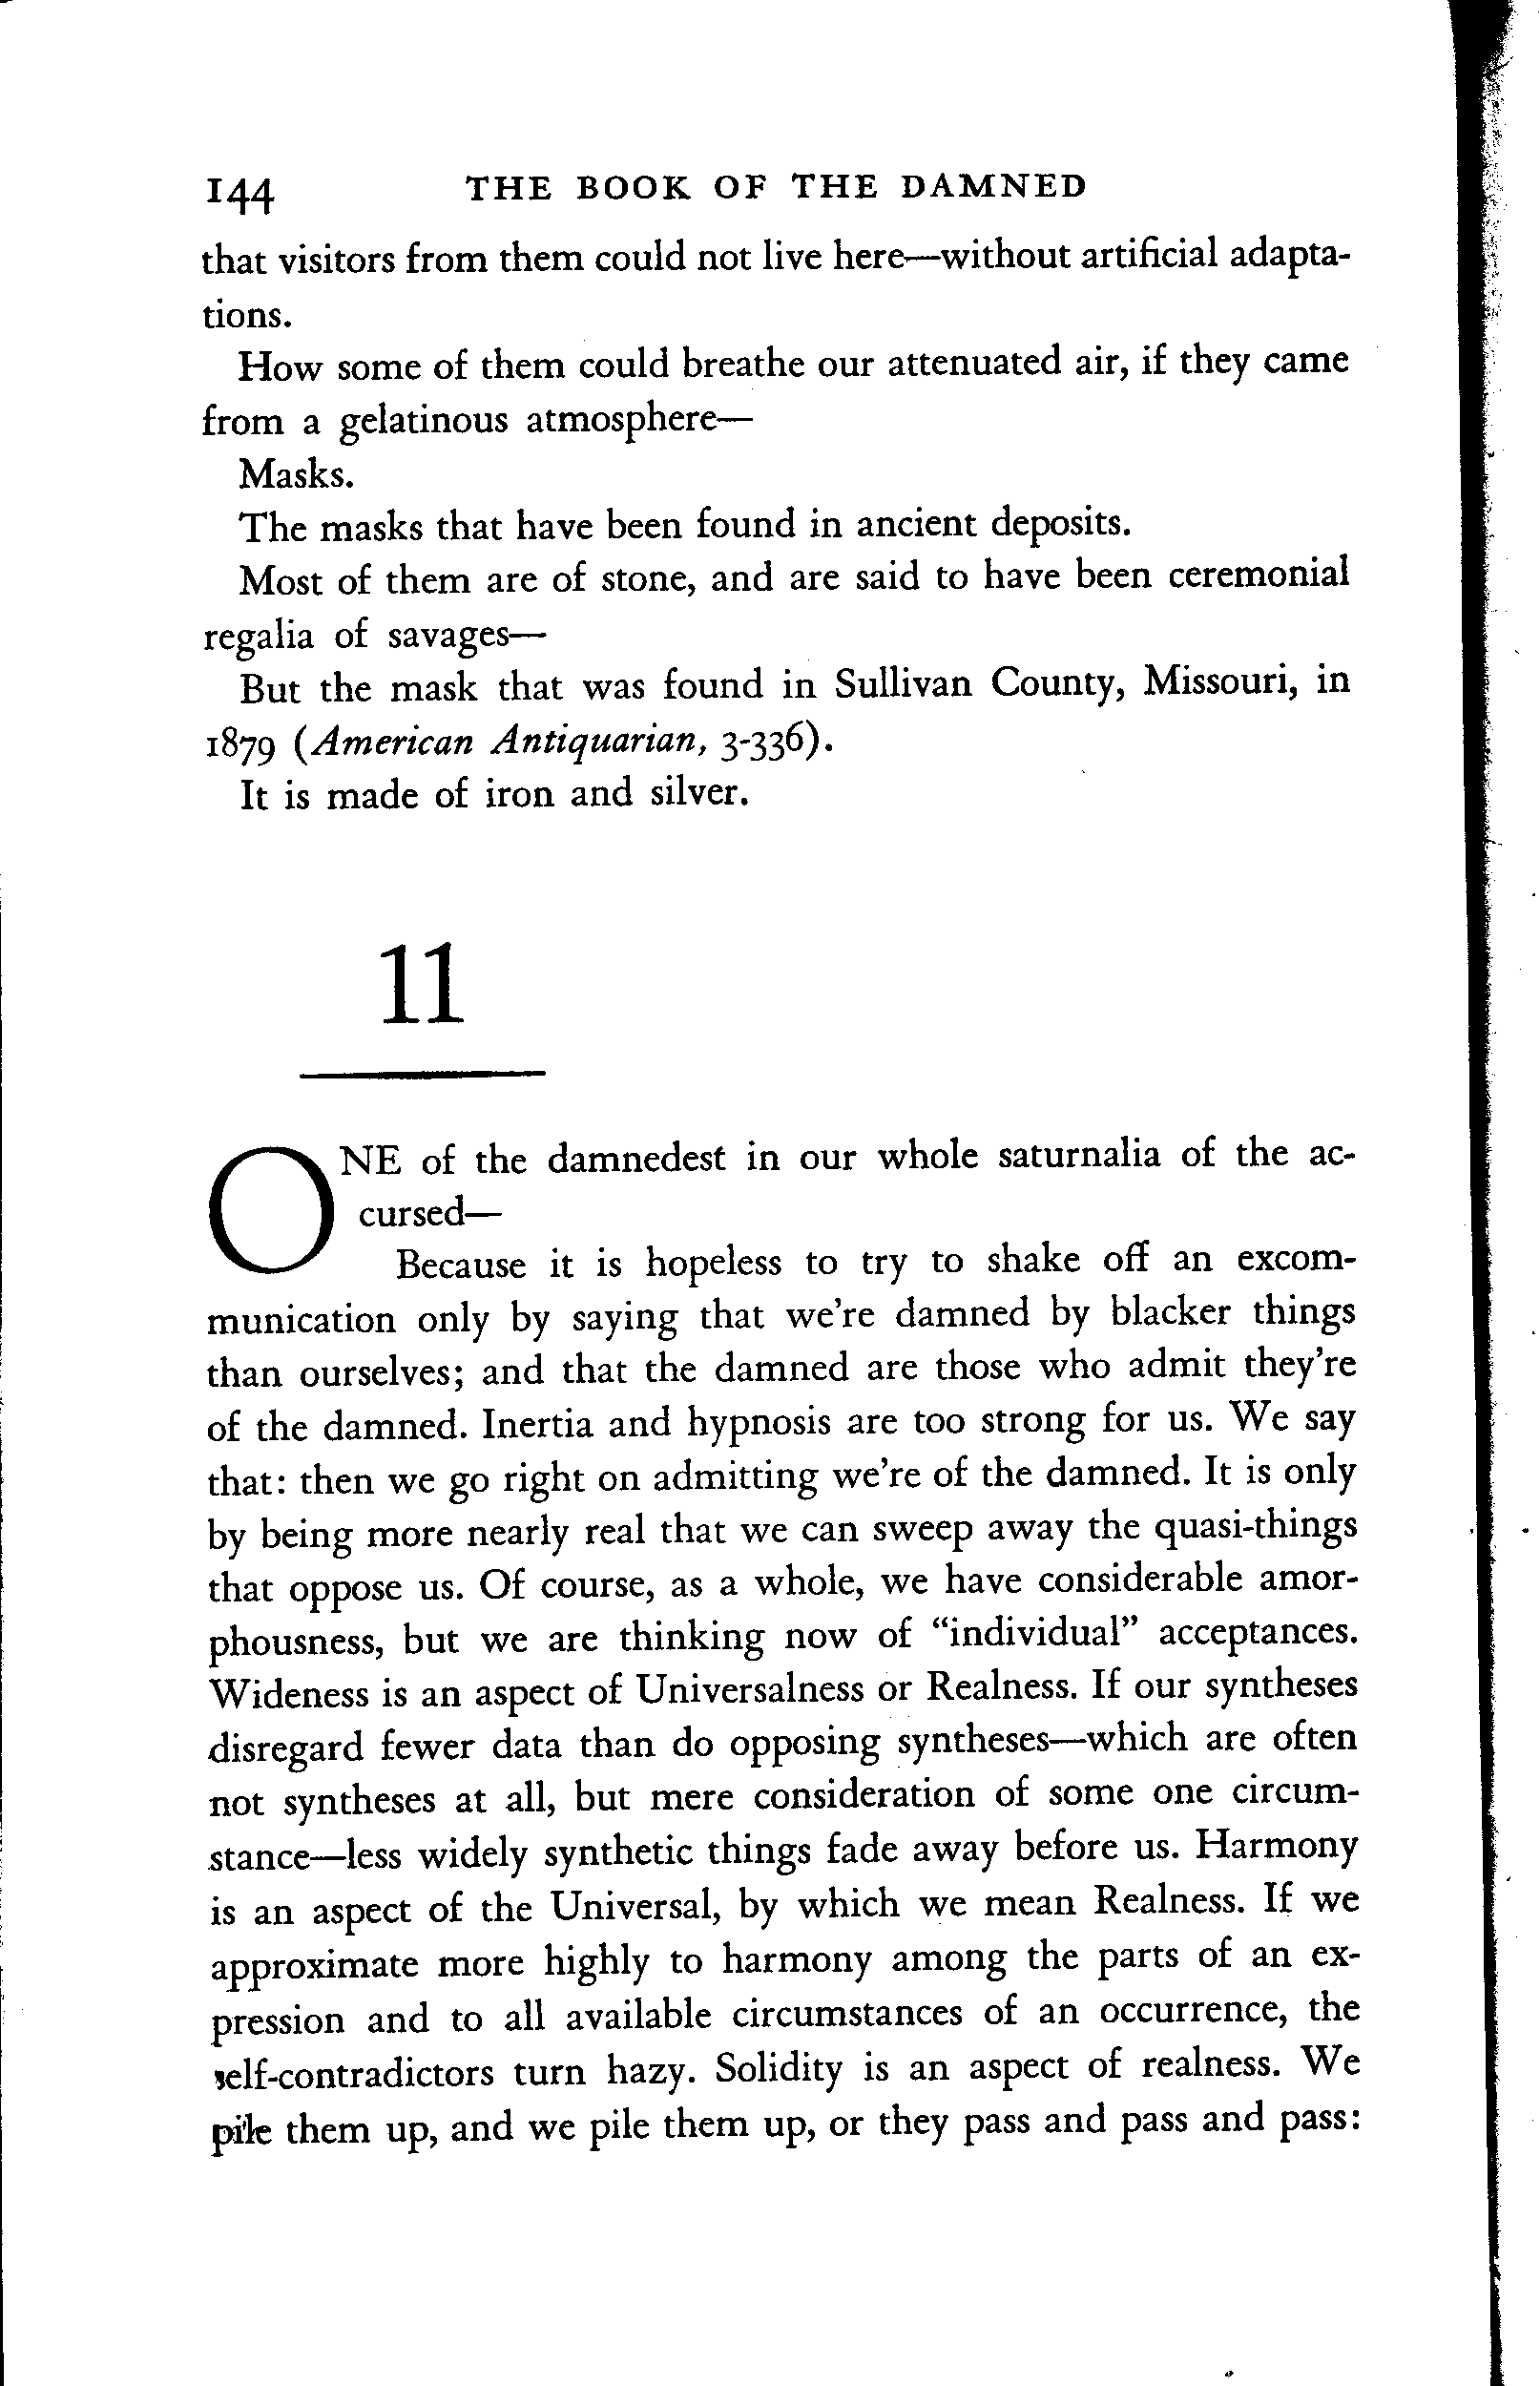 144 THE BOOK OF THE DAMNED
that visitors from them could not live here—without artificial adapta-
tions.
How some of them could breathe our attenuated air, if they came
from a gelatinous atmosphere—
Masks.
The masks that have been found in ancient deposits.
Most of them are of stone, and are said to have been ceremonial
regalia of savages—
But the mask that was found in Sullivan County, Missouri, in
1879 (American Antiquarian, 3-336).
It is made of iron and silver.
11
ONE of the damnedest in our whole saturnalia of the ac-
cursed—
Because it is hopeless to try to shake off an excom-
munication only by saying that we're damned by blacker things
than ourselves; and that the damned are those who admit they're
of the damned. Inertia and hypnosis are too strong for us. We say
that: then we go right on admitting we're of the damned. It is only
by being more nearly real that we can sweep away the quasi-things
that oppose us. Of course, as a whole, we have considerable amor-
phousness, but we are thinking now of “individual” acceptances.
Wideness is an aspect of Universalness or Realness. If our syntheses
disregard fewer data than do opposing syntheses—which are often
not syntheses at all, but mere consideration of some one circum-
stance—less widely synthetic things fade away before us. Harmony
is an aspect of the Universal, by which we mean Realness. If we
approximate more highly to harmony among the parts of an ex-
pression and to all available circumstances of an occurrence, the
self-contradictors turn hazy. Solidity is an aspect of realness. We
pile them up, and we pile them up, or they pass and pass and pass: